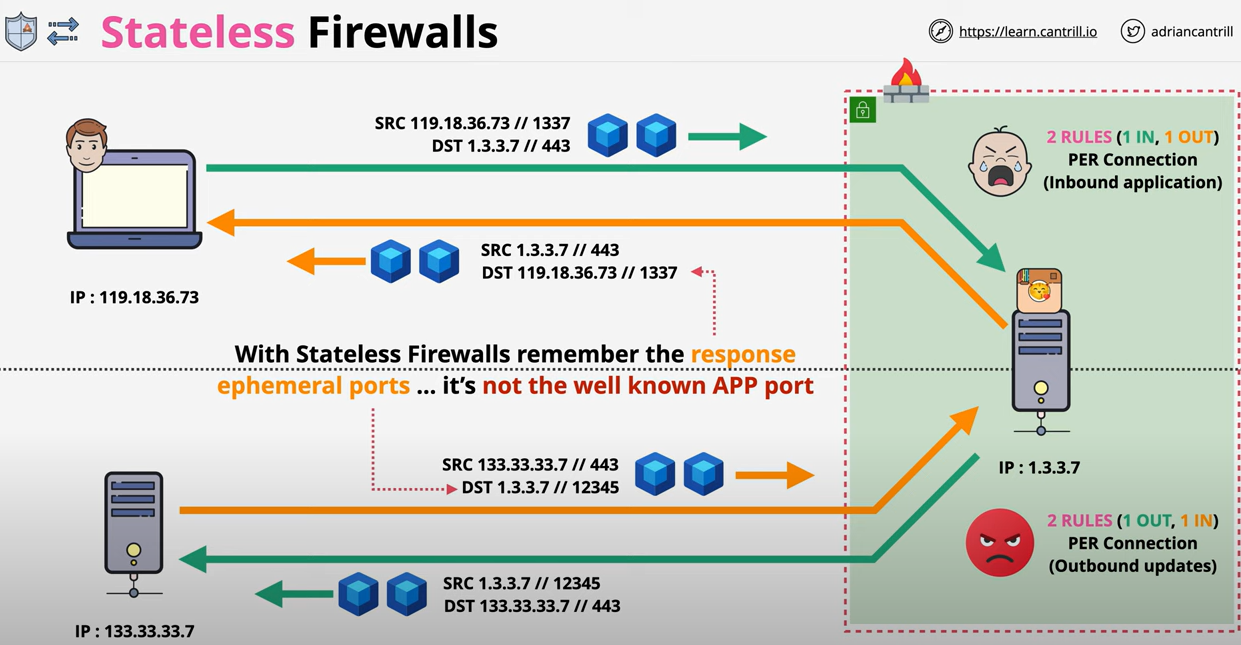 Stateless Firewalls
https://learn.cantrill.io
adriancantrill
SRC 119.18.36.73 // 1337
DST 1.3.3.7 // 443
2 RULES (1 IN, 1 OUT)
PER Connection
(Inbound application)
SRC 1.3.3.7 // 443
DST 119.18.36.73 // 1337
IP : 119.18.36.73
With Stateless Firewalls remember the response
ephemeral ports ... it's not the well known APP port
SRC 133.33.33.7 // 443
DST 1.3.3.7 // 12345
IP : 1.3.3.7
2 RULES (1 OUT, 1 IN)
PER Connection
(Outbound updates)
SRC 1.3.3.7 // 12345
DST 133.33.33.7 // 443
IP : 133.33.33.7